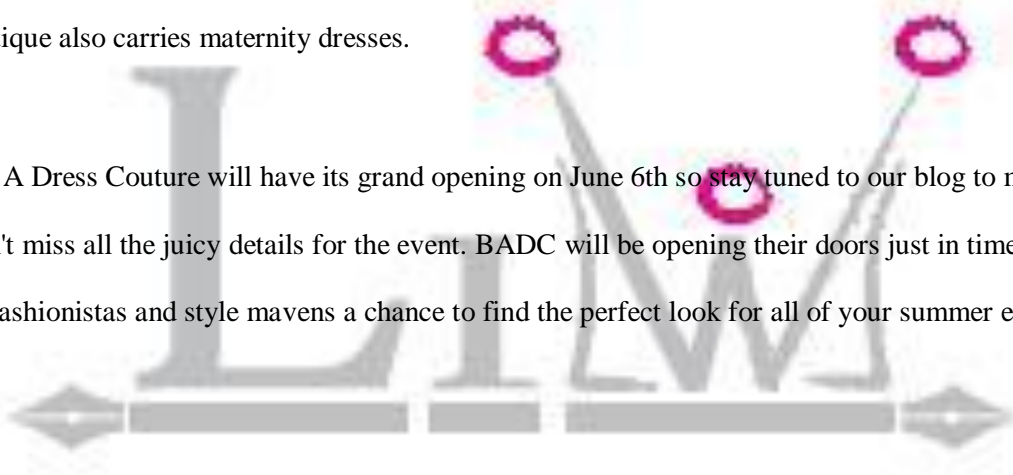 tique also carries maternity dresses.
A Dress Couture will have its grand opening on June 6th so stay tuned to our blog to
't miss all the juicy details for the event. BADC will be opening their doors just in time
ashionistas and style mavens a chance to find the perfect look for all of your summer e